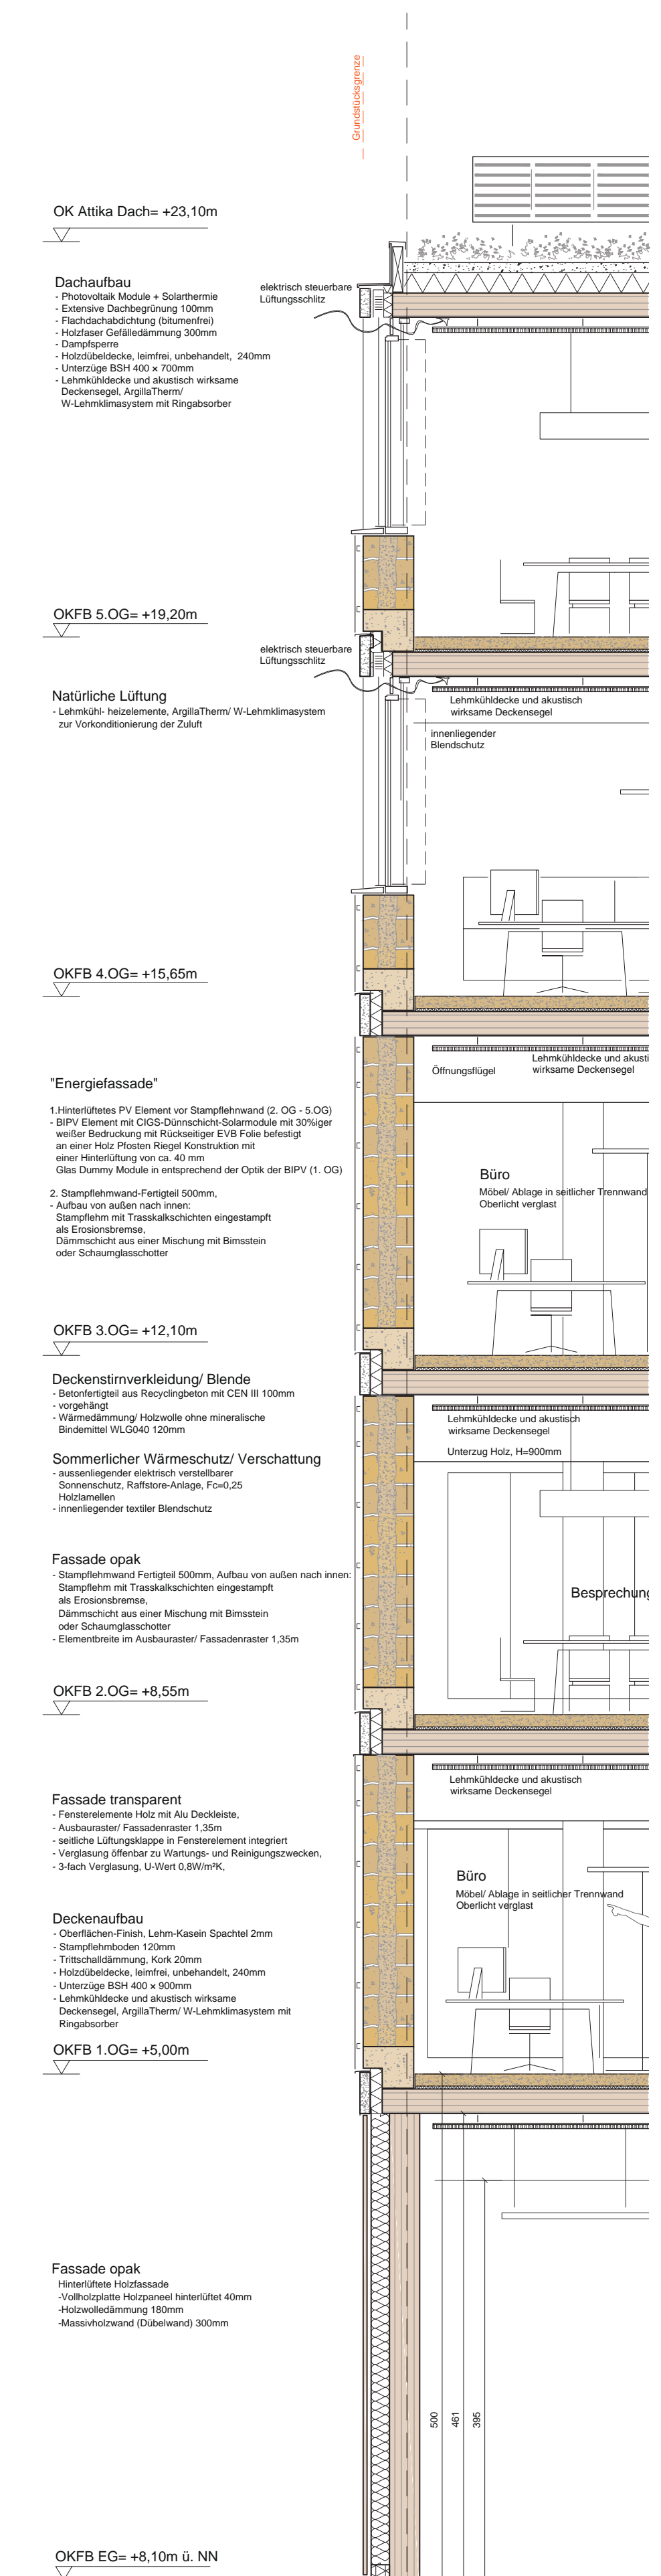 Grundstücksgrenze
OK Attika Dach= +23,10m
Dachaufbau
- Photovoltaik Module + Solarthermie
- Extensive Dachbegrünung 100mm
- Flachdachabdichtung (bitumenfrei)
- Holzfaser Gefälledämmung 300mm
- Dampfsperre
- Holzdübeldecke, leimfrei, unbehandelt, 240mm
- Unterzüge BSH 400 × 700mm
- Lehmkühldecke und akustisch wirksame
Deckensegel, ArgillaTherm/
W-Lehmklimasystem mit Ringabsorber
elektrisch steuerbare
Lüftungsschlitz
OKFB 5.OG= +19,20m
elektrisch steuerbare
Lüftungsschlitz
Natürliche Lüftung
- Lehmkühl- heizelemente, ArgillaTherm/ W-Lehmklimasystem
zur Vorkonditionierung der Zuluft
Lehmkühldecke und akustisch
wirksame Deckensegel
innenliegender
Blendschutz
OKFB 4.OG= +15,65m
Öffnungsflügel
Lehmkühldecke und akusti
wirksame Deckensegel
"Energiefassade"
1.Hinterlüftetes PV Element vor Stampflehnwand (2. OG - 5.OG)
- BIPV Element mit CIGS-Dünnschicht-Solarmodule mit 30%iger
weißer Bedruckung mit Rückseitiger EVB Folie befestigt
an einer Holz Pfosten Riegel Konstruktion mit
einer Hinterlüftung von ca. 40 mm
Glas Dummy Module in entsprechend der Optik der BIPV (1. OG)
2. Stampflehmwand-Fertigteil 500mm,
- Aufbau von außen nach innen:
Stampflehm mit Trasskalkschichten eingestampft
als Erosionsbremse,
Dämmschicht aus einer Mischung mit Bimsstein
oder Schaumglasschotter
Büro
Möbel/ Ablage in seitlicher Trennwand
Oberlicht verglast
OKFB 3.OG= +12,10m
Deckenstirnverkleidung/ Blende
- Betonfertigteil aus Recyclingbeton mit CEN III 100mm
- vorgehängt
- Wärmedämmung/ Holzwolle ohne mineralische
Bindemittel WLG040 120mm
Lehmkühldecke und akustisch
wirksame Deckensegel
Unterzug Holz, H=900mm
Sommerlicher Wärmeschutz/ Verschattung
- aussenliegender elektrisch verstellbarer
Sonnenschutz, Raffstore-Anlage, Fc=0,25
Holzlamellen
- innenliegender textiler Blendschutz
Fassade opak
- Stampflehmwand Fertigteil 500mm, Aufbau von außen nach innen:
Stampflehm mit Trasskalkschichten eingestampft
als Erosionsbremse,
Dämmschicht aus einer Mischung mit Bimsstein
oder Schaumglasschotter
- Elementbreite im Ausbauraster/ Fassadenraster 1,35m
Besprechung
OKFB 2.OG= +8,55m
Lehmkühldecke und akustisch
wirksame Deckensegel
Fassade transparent
- Fensterelemente Holz mit Alu Deckleiste,
- Ausbauraster/ Fassadenraster 1,35m
- seitliche Lüftungsklappe in Fensterelement integriert
- Verglasung öffenbar zu Wartungs- und Reinigungszwecken,
- 3-fach Verglasung, U-Wert 0,8W/m²K,
Büro
Möbel/ Ablage in seitlicher Trennwand
Oberlicht verglast
Deckenaufbau
- Oberflächen-Finish, Lehm-Kasein Spachtel 2mm
- Stampflehmboden 120mm
- Trittschalldämmung, Kork 20mm
- Holzdübeldecke, leimfrei, unbehandelt, 240mm
- Unterzüge BSH 400 × 900mm
- Lehmkühldecke und akustisch wirksame
Deckensegel, ArgillaTherm/ W-Lehmklimasystem mit
Ringabsorber
OKFB 1.OG= +5,00m
Fassade opak
Hinterlüftete Holzfassade
-Vollholzplatte Holzpaneel hinterlüftet 40mm
-Holzwolledämmung 180mm
-Massivholzwand (Dübelwand) 300mm
500
461
395
OKFB EG= +8,10m ü. NN